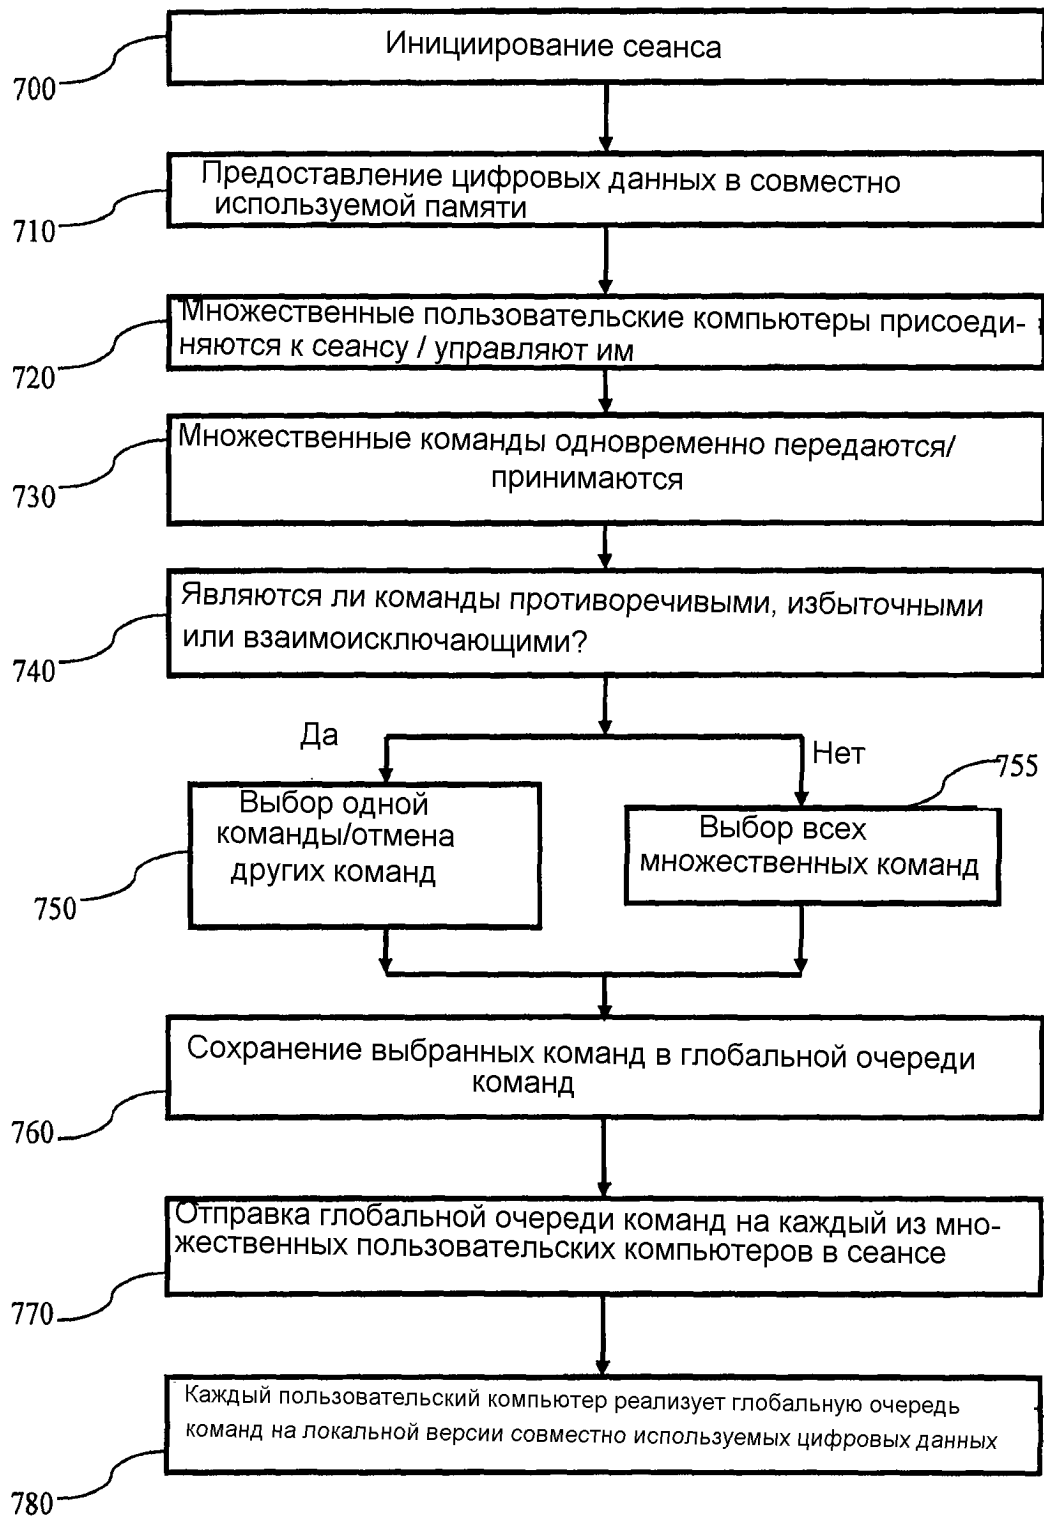 Инициирование сеанса
700
Предоставление цифровых данных в совместно
используемой памяти
710
Множественные пользовательские компьютеры присоеди-
няются к сеансу / управляют им
720
Множественные команды одновременно передаются/
принимаются
730
Являются ли команды противоречивыми, избыточными
или взаимоисключающими?
740
Да
Нет
755
Выбор одной
команды/отмена
других команд
750
Выбор всех
множественных команд
Сохранение выбранных команд в глобальной очереди
команд
760
Отправка глобальной очереди команд на каждый из мно-
жественных пользовательских компьютеров в сеансе
770
Каждый пользовательский компьютер реализует глобальную очередь
команд на локальной версии совместно используемых цифровых данных
780